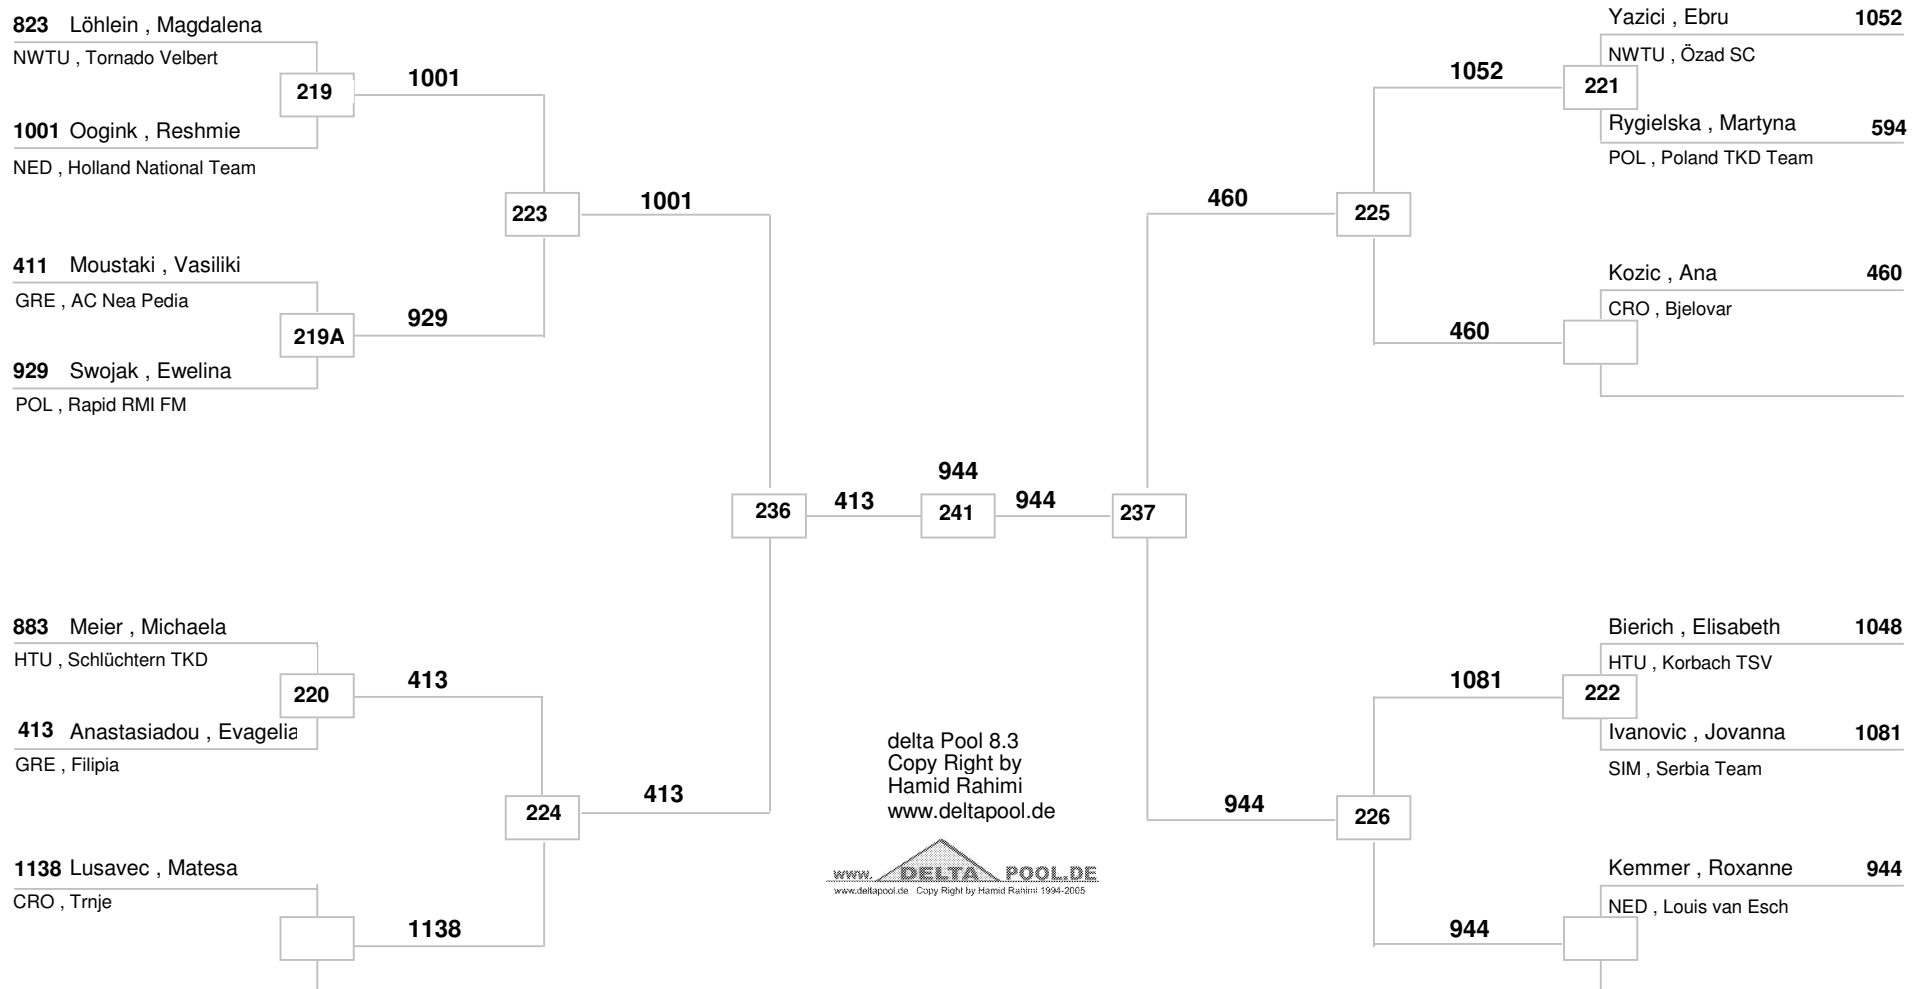 823 Löhlein , Magdalena
NWTU , Tornado Velbert
219
1001
1001 Oogink , Reshmie
NED , Holland National Team
223
1001
411 Moustaki , Vasiliki
GRE , AC Nea Pedia
219A
929
929 Swojak , Ewelina
POL , Rapid RMI FM
236
413
944
241
944
237
883 Meier , Michaela
HTU , Schlüchtern TKD
220
413
413 Anastasiadou , Evagelia
GRE , Filipia
224
413
1138 Lusavec , Matesa
CRO , Trnje
1138
delta Pool 8.3
Copy Right by
Hamid Rahimi
www.deltapool.de
www. DELTA POOL.DE
www.deltapool.de Copy Right by Hamid Rahimi 1994-2005
Yazici , Ebru 1052
NWTU , Özad SC
1052
221
Rygielska , Martyna 594
POL , Poland TKD Team
460
225
Kozic , Ana 460
CRO , Bjelovar
460
Bierich , Elisabeth 1048
HTU , Korbach TSV
1081
222
Ivanovic , Jovanna 1081
SIM , Serbia Team
944
226
Kemmer , Roxanne 944
NED , Louis van Esch
944